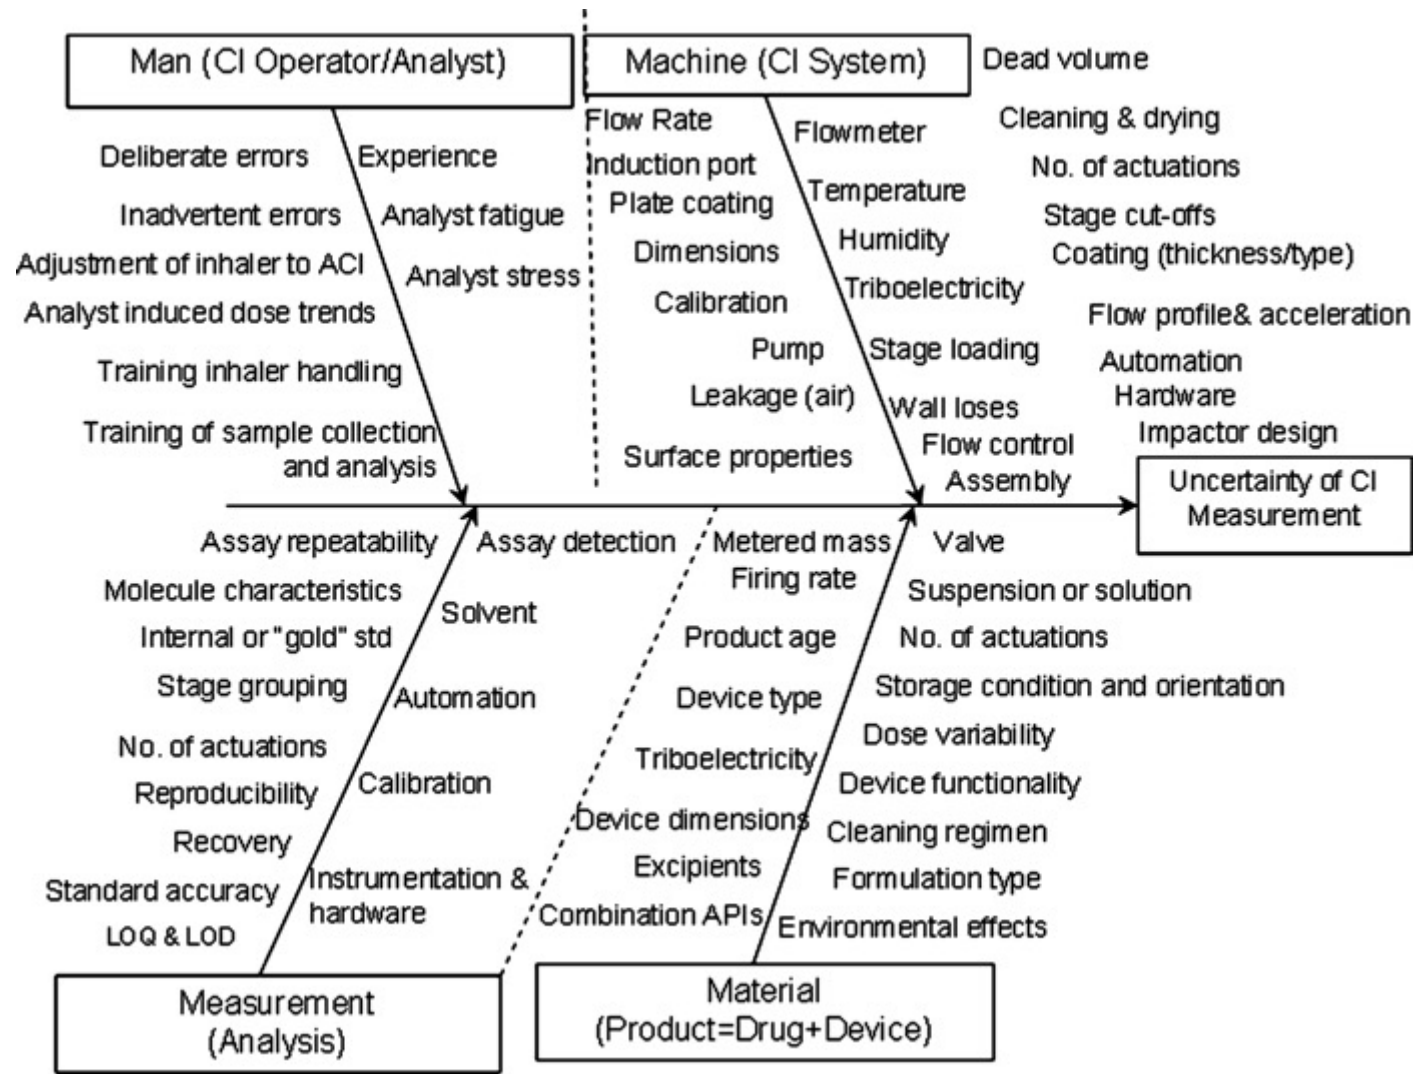 Man (CI Operator/Analyst)
Deliberate errors
Experience
Inadvertent errors
Analyst fatigue
Adjustment of inhaler to ACI
Analyst stress
Analyst induced dose trends
Training inhaler handling
Training of sample collection
and analysis
Machine (CI System)
Flow Rate
Induction port
Plate coating
Dimensions
Calibration
Pump
Leakage (air)
Surface properties
Flowmeter
Temperature
Humidity
Triboelectricity
Stage loading
Wall loses
Flow control
Assembly
Dead volume
Cleaning & drying
No. of actuations
Stage cut-offs
Coating (thickness/type)
Flow profile& acceleration
Automation
Hardware
Impactor design
Uncertainty of CI
Measurement
Assay repeatability
Molecule characteristics
Internal or "gold" std
Stage grouping
No. of actuations
Reproducibility
Recovery
Standard accuracy
LOQ & LOD
Assay detection
Solvent
Automation
Calibration
Instrumentation &
hardware
Measurement
(Analysis)
Metered mass
Firing rate
Product age
Device type
Triboelectricity
Device dimensions
Excipients
Combination APIs
Valve
Suspension or solution
No. of actuations
Storage condition and orientation
Dose variability
Device functionality
Cleaning regimen
Formulation type
Environmental effects
Material
(Product=Drug+Device)